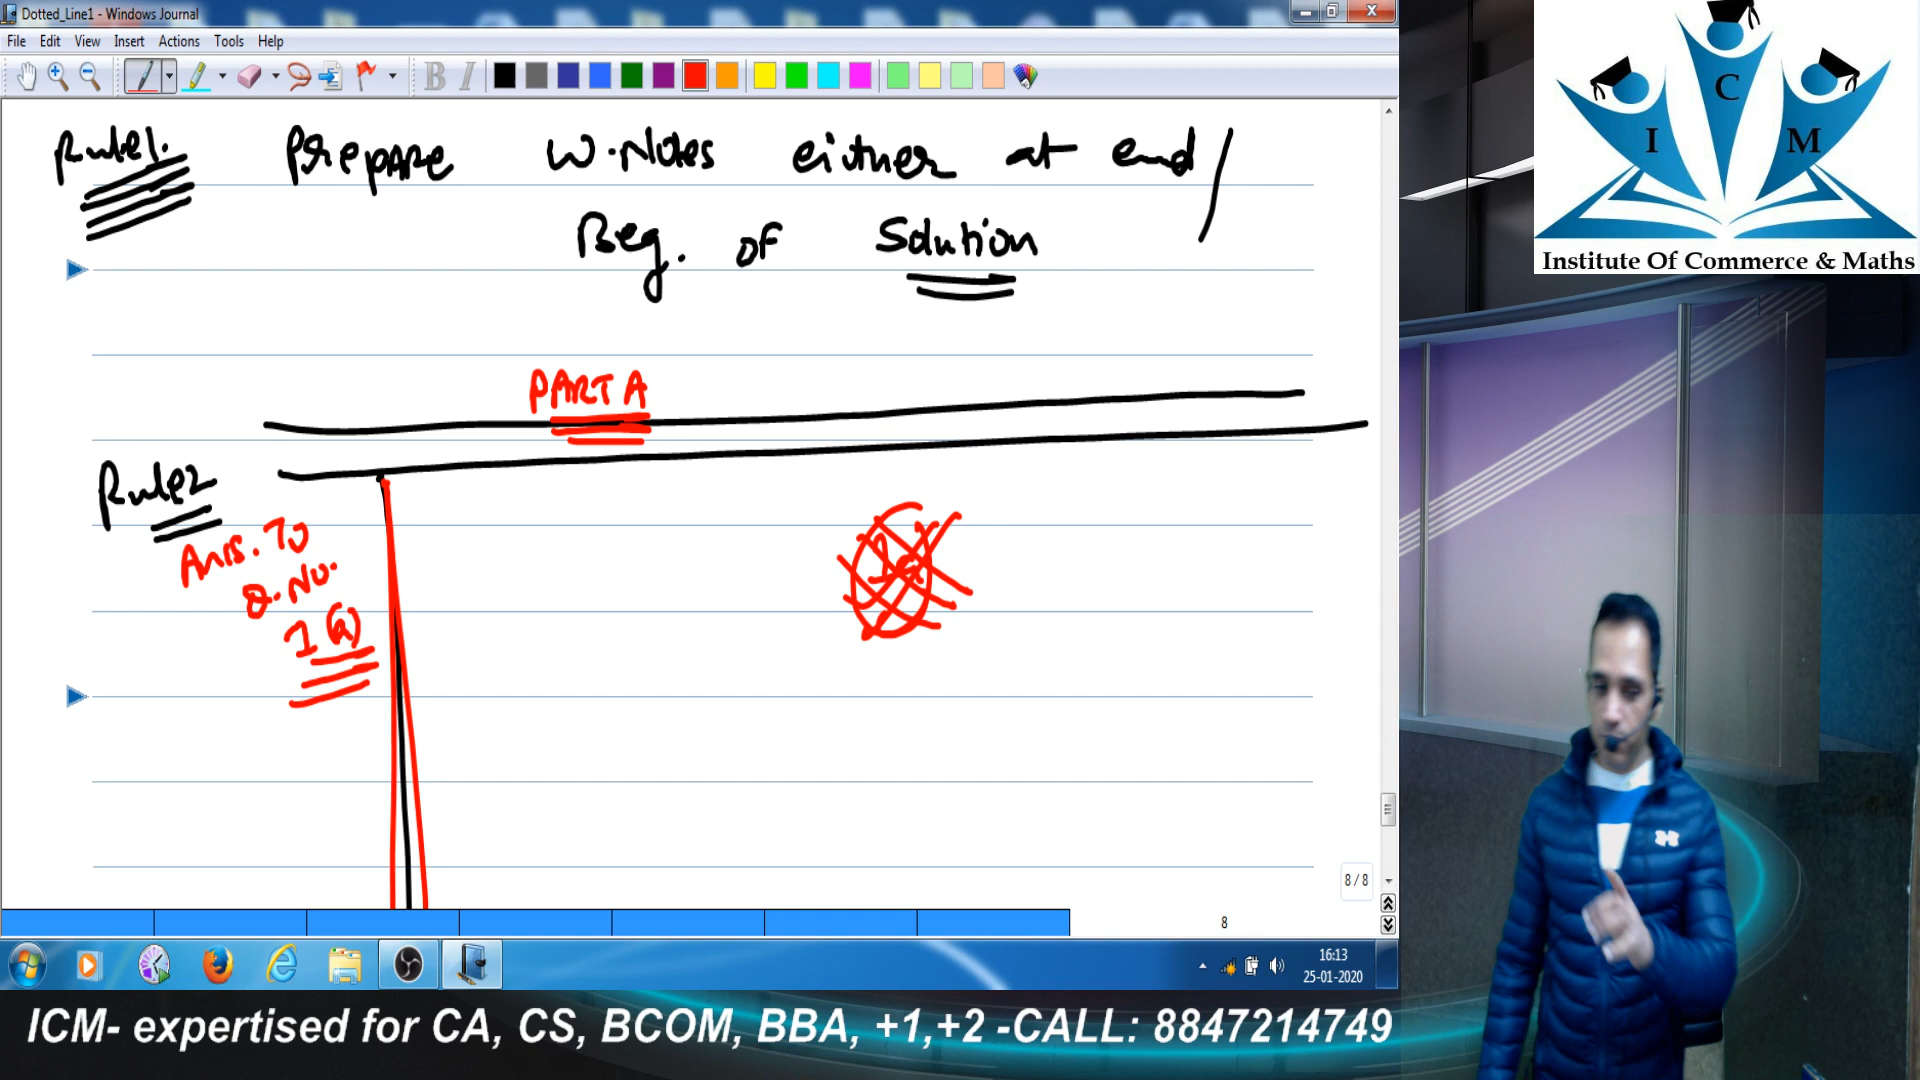 Dotted_Line1 - Windows Journal
File Edit View Insert Actions Tools Help
B I
Rule1. Prepare W.Notes either at end /
Beg. of Solution
PART A
Rule2
Ans. To
Q.No.
1 (a)
8 / 8
8
16:13
25-01-2020
I C M
Institute Of Commerce & Maths
ICM- expertised for CA, CS, BCOM, BBA, +1,+2 -CALL: 8847214749